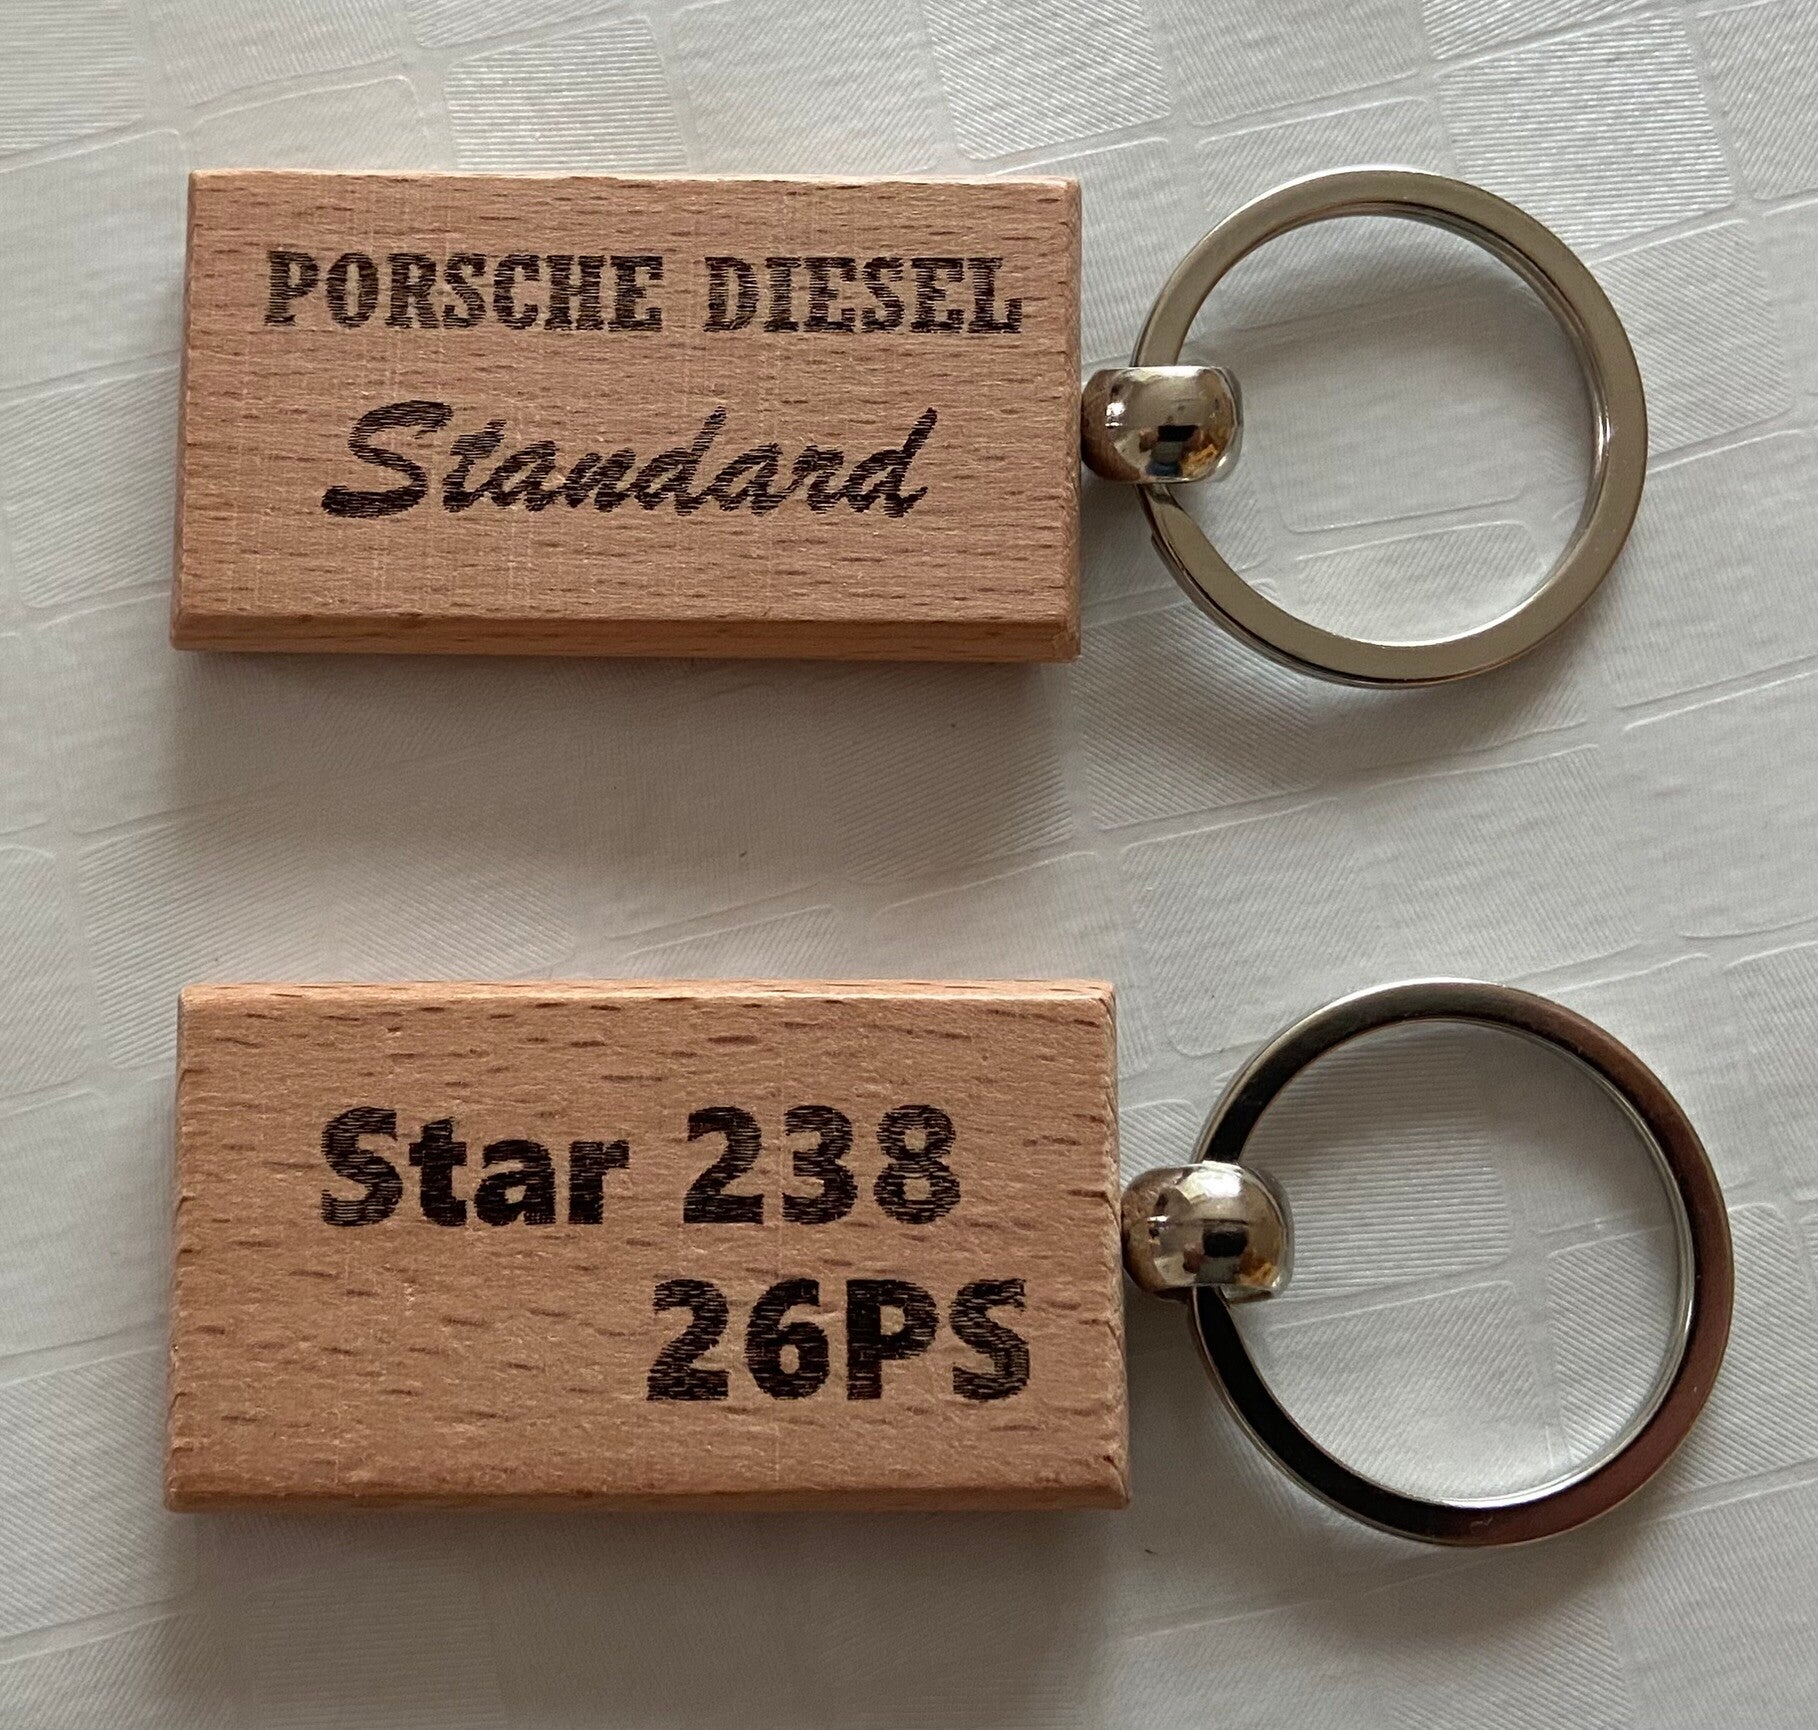 PORSCHE DIESEL
Standard
Star 238
26PS